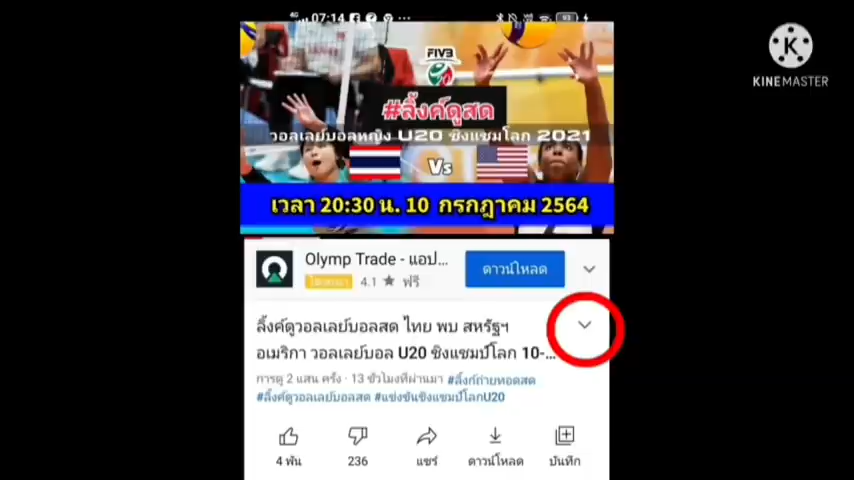 4G 07:14 93
KINEMASTER
FIVB
#ลิ้งค์ดูสด
วอลเลย์บอลหญิง U20 ชิงแชมโลก 2021
Vs
เวลา 20:30 น. 10 กรกฎาคม 2564
Olymp Trade - แอป...
ดาวน์โหลด
โฆษณา 4.1 ★ ฟรี
ลิ้งค์ดูวอลเลย์บอลสด ไทย พบ สหรัฐฯ
อเมริกา วอลเลย์บอล U20 ชิงแชมป์โลก 10-...
การดู 2 แสน ครั้ง · 13 ชั่วโมงที่ผ่านมา #ลิ้งก์ถ่ายทอดสด
#ลิ้งค์ดูวอลเลย์บอลสด #แข่งขันชิงแชมป์โลกU20
4 พัน 236 แชร์ ดาวน์โหลด บันทึก